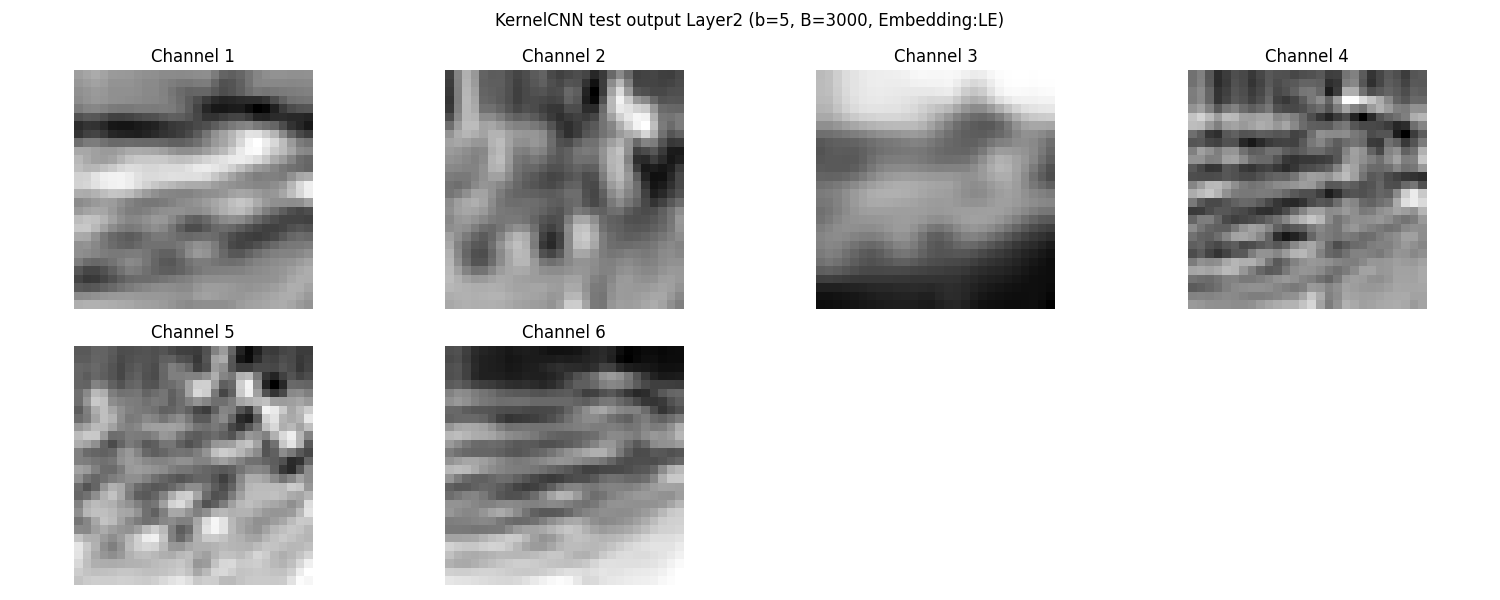 KernelCNN test output Layer2 (b=5, B=3000, Embedding:LE)
Channel 1
Channel 2
Channel 3
Channel 4
Channel 5
Channel 6